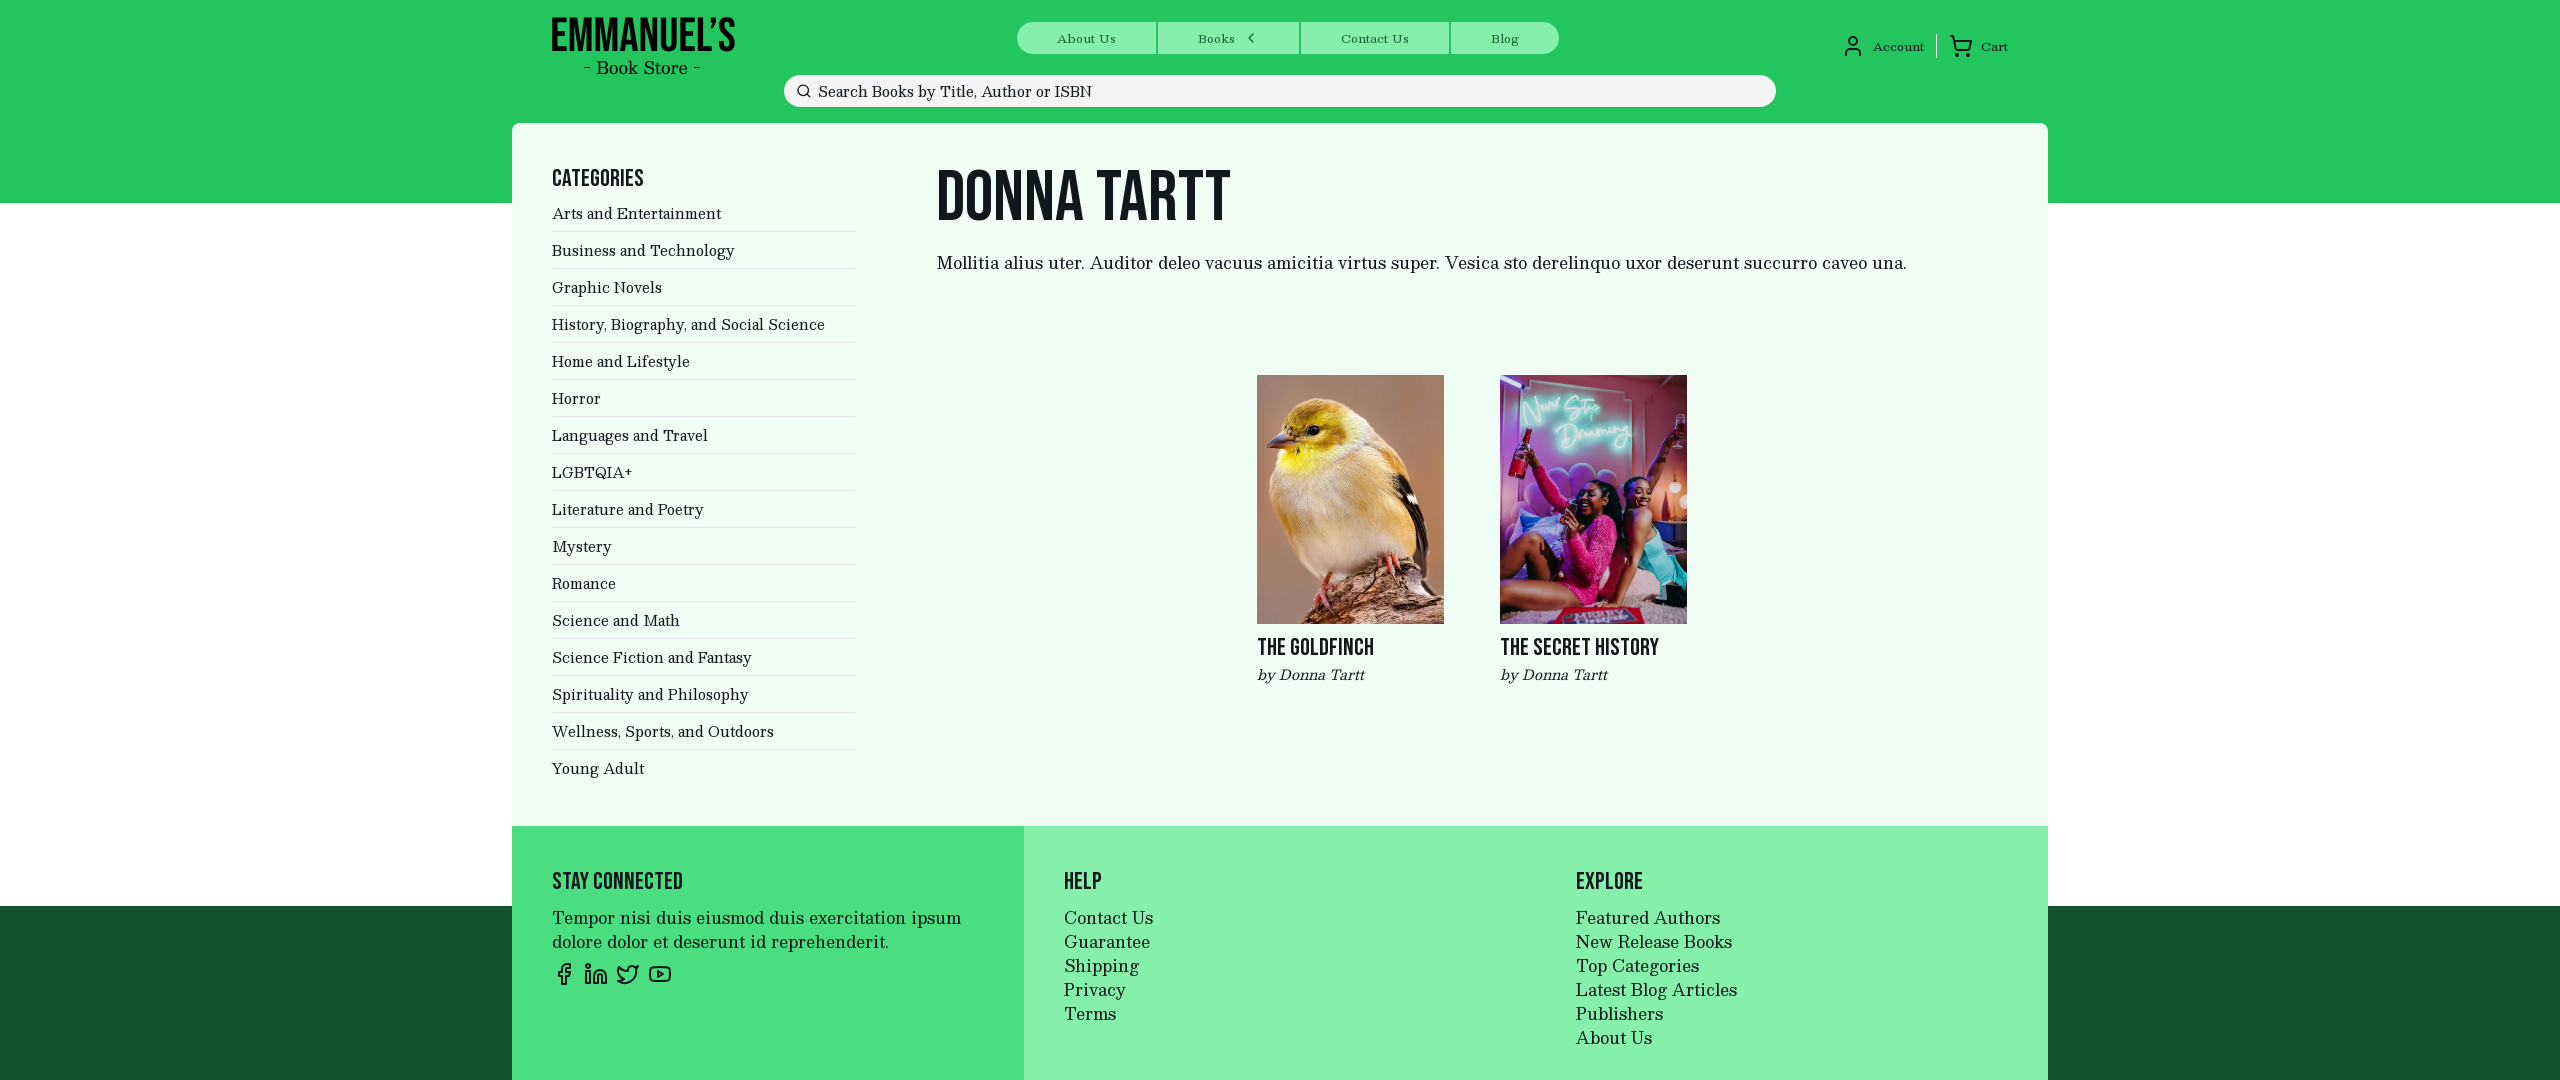 EMMANUEL'S
- Book Store -
About Us
Books
Contact Us
Blog
Account
Cart
Search Books by Title, Author or ISBN
CATEGORIES
Arts and Entertainment
Business and Technology
Graphic Novels
History, Biography, and Social Science
Home and Lifestyle
Horror
Languages and Travel
LGBTQIA+
Literature and Poetry
Mystery
Romance
Science and Math
Science Fiction and Fantasy
Spirituality and Philosophy
Wellness, Sports, and Outdoors
Young Adult
DONNA TARTT
Mollitia alius uter. Auditor deleo vacuus amicitia virtus super. Vesica sto derelinquo uxor deserunt succurro caveo una.
THE GOLDFINCH
by Donna Tartt
Never Stop
Dreaming
THE SECRET HISTORY
by Donna Tartt
STAY CONNECTED
Tempor nisi duis eiusmod duis exercitation ipsum
dolore dolor et deserunt id reprehenderit.
HELP
Contact Us
Guarantee
Shipping
Privacy
Terms
EXPLORE
Featured Authors
New Release Books
Top Categories
Latest Blog Articles
Publishers
About Us